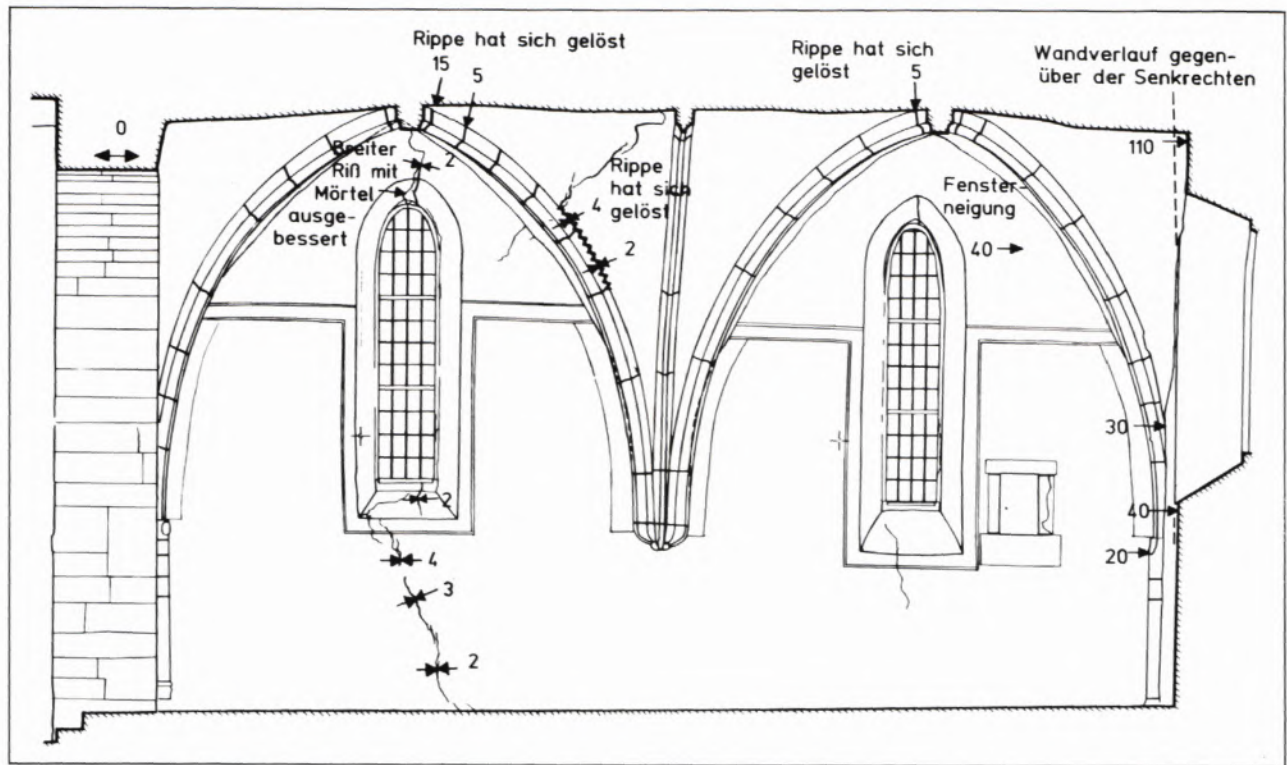 Rippe hat sich gelöst
15
5
Rippe hat sich
gelöst
5
Wandverlauf gegen-
über der Senkrechten
0
110
Breiter
Riß mit
Mörtel
ausge-
bessert
2
Rippe
hat sich
gelöst
4
2
Fenster-
neigung
40
30
2
40
20
4
3
2